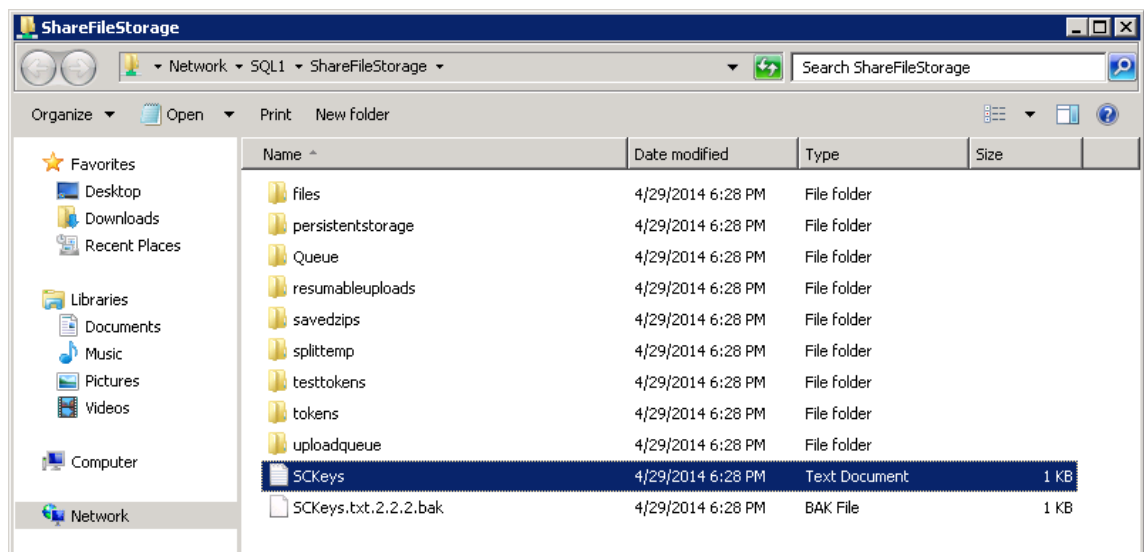 ShareFileStorage
Network SQL1 ShareFileStorage Search ShareFileStorage
Organize Open Print New folder
Name Date modified Type Size
Favorites
Desktop
Downloads
Recent Places
Libraries
Documents
Music
Pictures
Videos
Computer
Network
files 4/29/2014 6:28 PM File folder
persistentstorage 4/29/2014 6:28 PM File folder
Queue 4/29/2014 6:28 PM File folder
resumableuploads 4/29/2014 6:28 PM File folder
savedzips 4/29/2014 6:28 PM File folder
splittemp 4/29/2014 6:28 PM File folder
testtokens 4/29/2014 6:28 PM File folder
tokens 4/29/2014 6:28 PM File folder
uploadqueue 4/29/2014 6:28 PM File folder
SCKeys 4/29/2014 6:28 PM Text Document 1 KB
SCKeys.txt.2.2.2.bak 4/29/2014 6:28 PM BAK File 1 KB